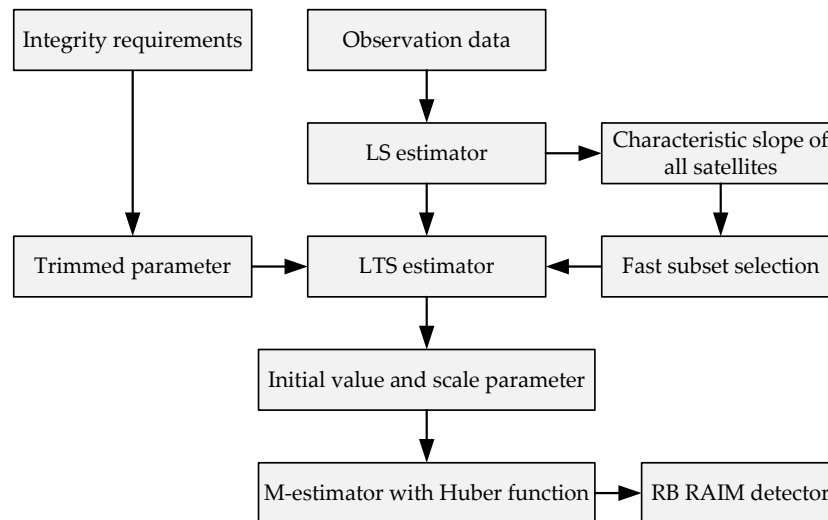 Integrity requirements
Observation data
LS estimator
Characteristic slope of
all satellites
Trimmed parameter
LTS estimator
Fast subset selection
Initial value and scale parameter
M-estimator with Huber function
RB RAIM detector